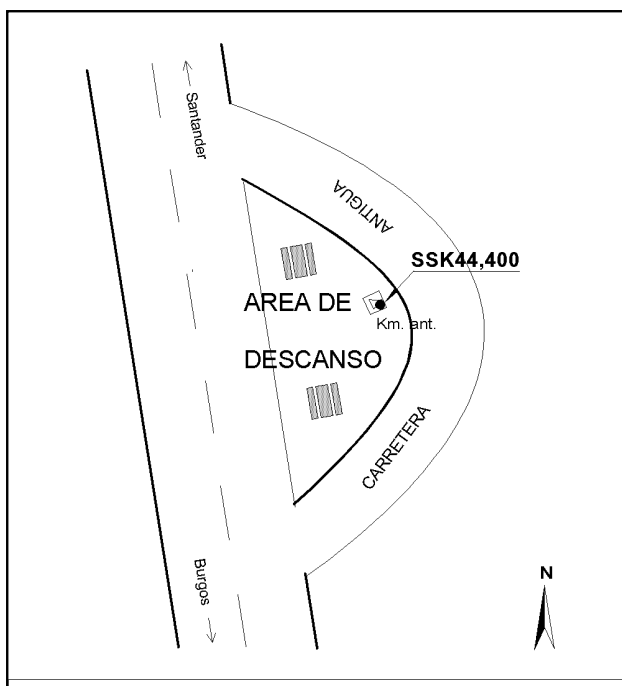 Santander
ANTIGUA
SSK44,400
AREA DE
Km. ant.
DESCANSO
CARRETERA
Burgos
N